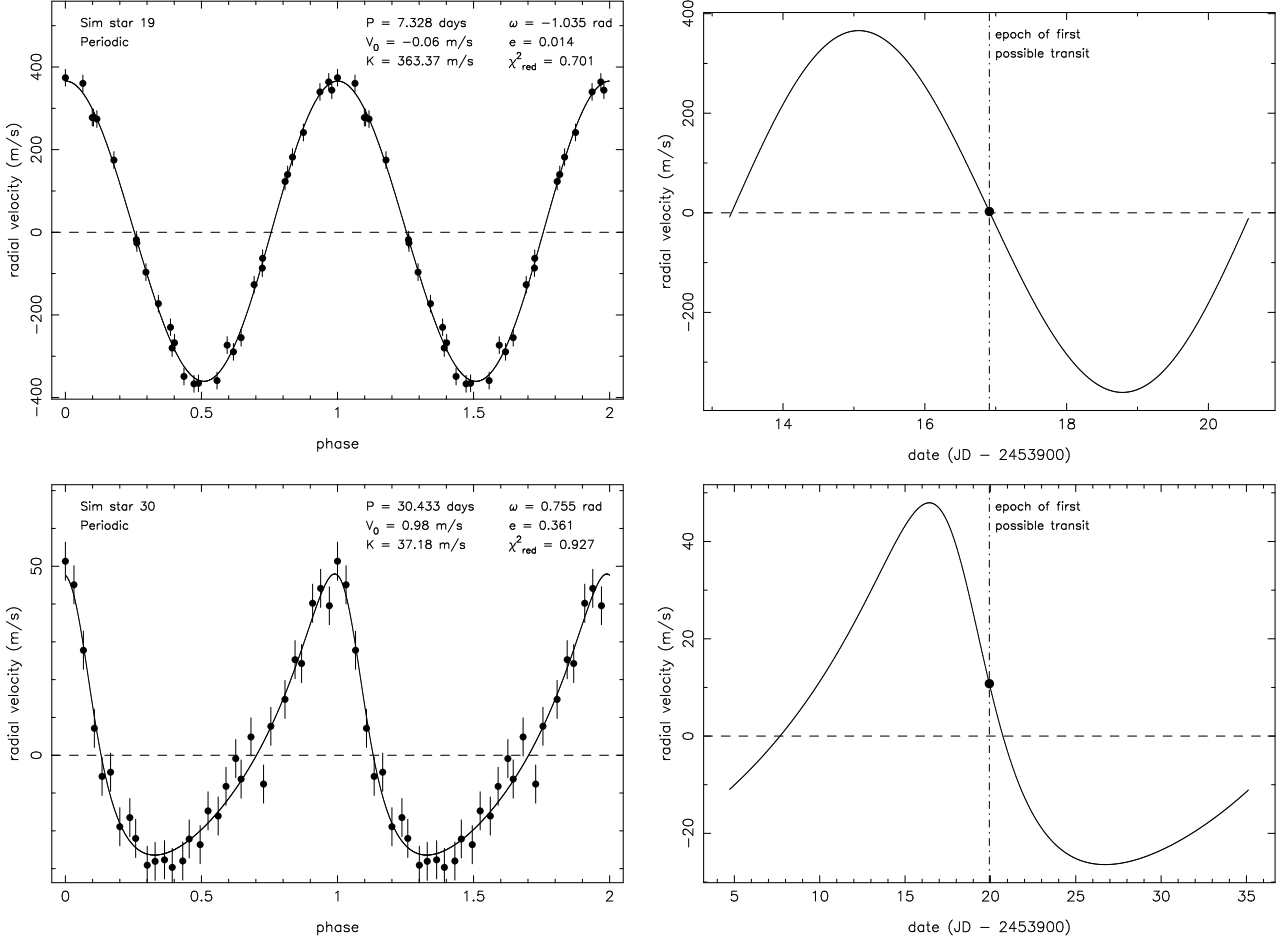 Sim star 19
Periodic
P = 7.328 days
V₀ = −0.06 m/s
K = 363.37 m/s
ω = −1.035 rad
e = 0.014
χ²red = 0.701
radial velocity (m/s)
400
200
0
−200
−400
0
0.5
1
1.5
2
phase
epoch of first
possible transit
radial velocity (m/s)
400
200
0
−200
14
16
18
20
date (JD − 2453900)
Sim star 30
Periodic
P = 30.433 days
V₀ = 0.98 m/s
K = 37.18 m/s
ω = 0.755 rad
e = 0.361
χ²red = 0.927
radial velocity (m/s)
50
0
0
0.5
1
1.5
2
phase
epoch of first
possible transit
radial velocity (m/s)
40
20
0
−20
5
10
15
20
25
30
35
date (JD − 2453900)